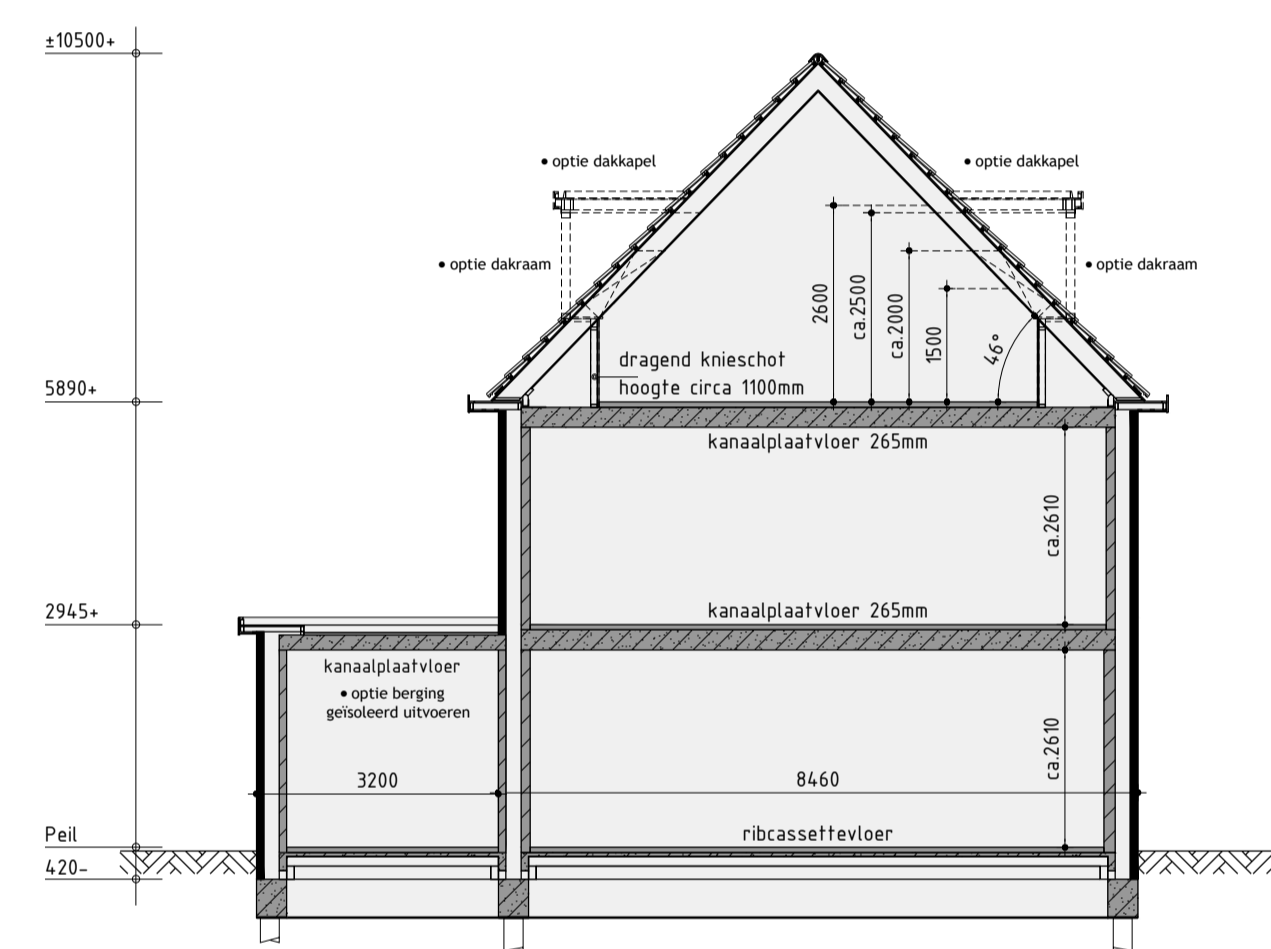 ±10500+
• optie dakkapel
• optie dakkapel
• optie dakraam
• optie dakraam
2600
ca.2500
ca.2000
1500
46°
dragend knieschot
hoogte circa 1100mm
5890+
kanaalplaatvloer 265mm
ca.2610
2945+
kanaalplaatvloer 265mm
kanaalplaatvloer
• optie berging
geïsoleerd uitvoeren
ca.2610
3200
8460
Peil
ribcassettevloer
420-